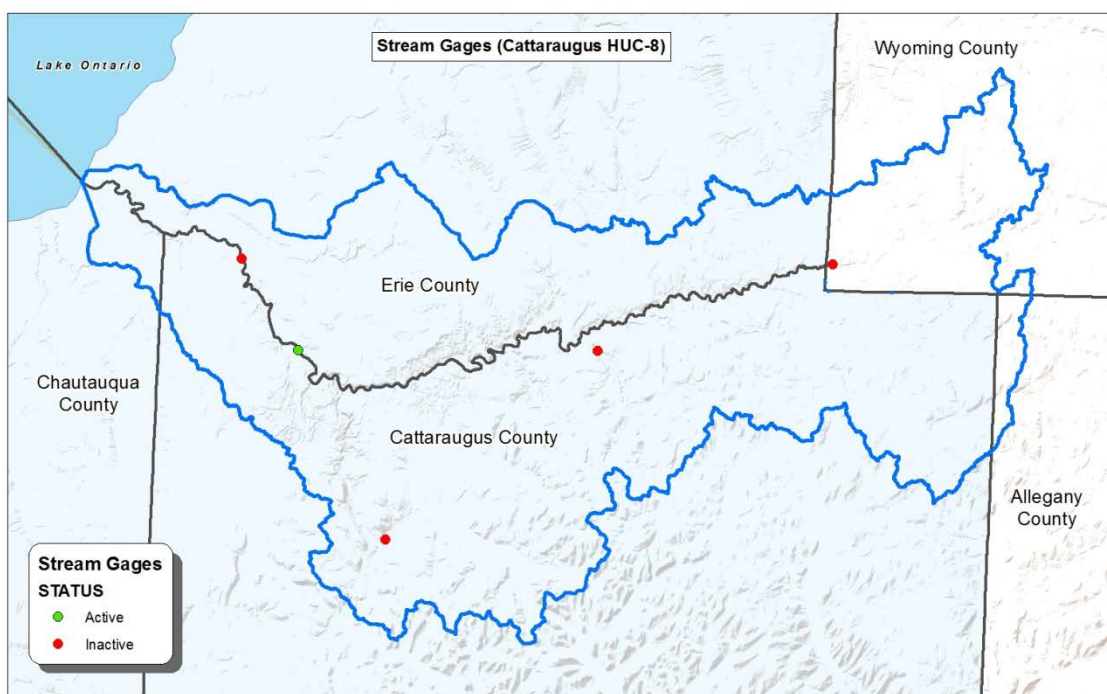 Stream Gages (Cattaraugus HUC-8)
Wyoming County
Lake Ontario
Erie County
Chautauqua
County
Cattaraugus County
Allegany
County
Stream Gages
STATUS
Active
Inactive